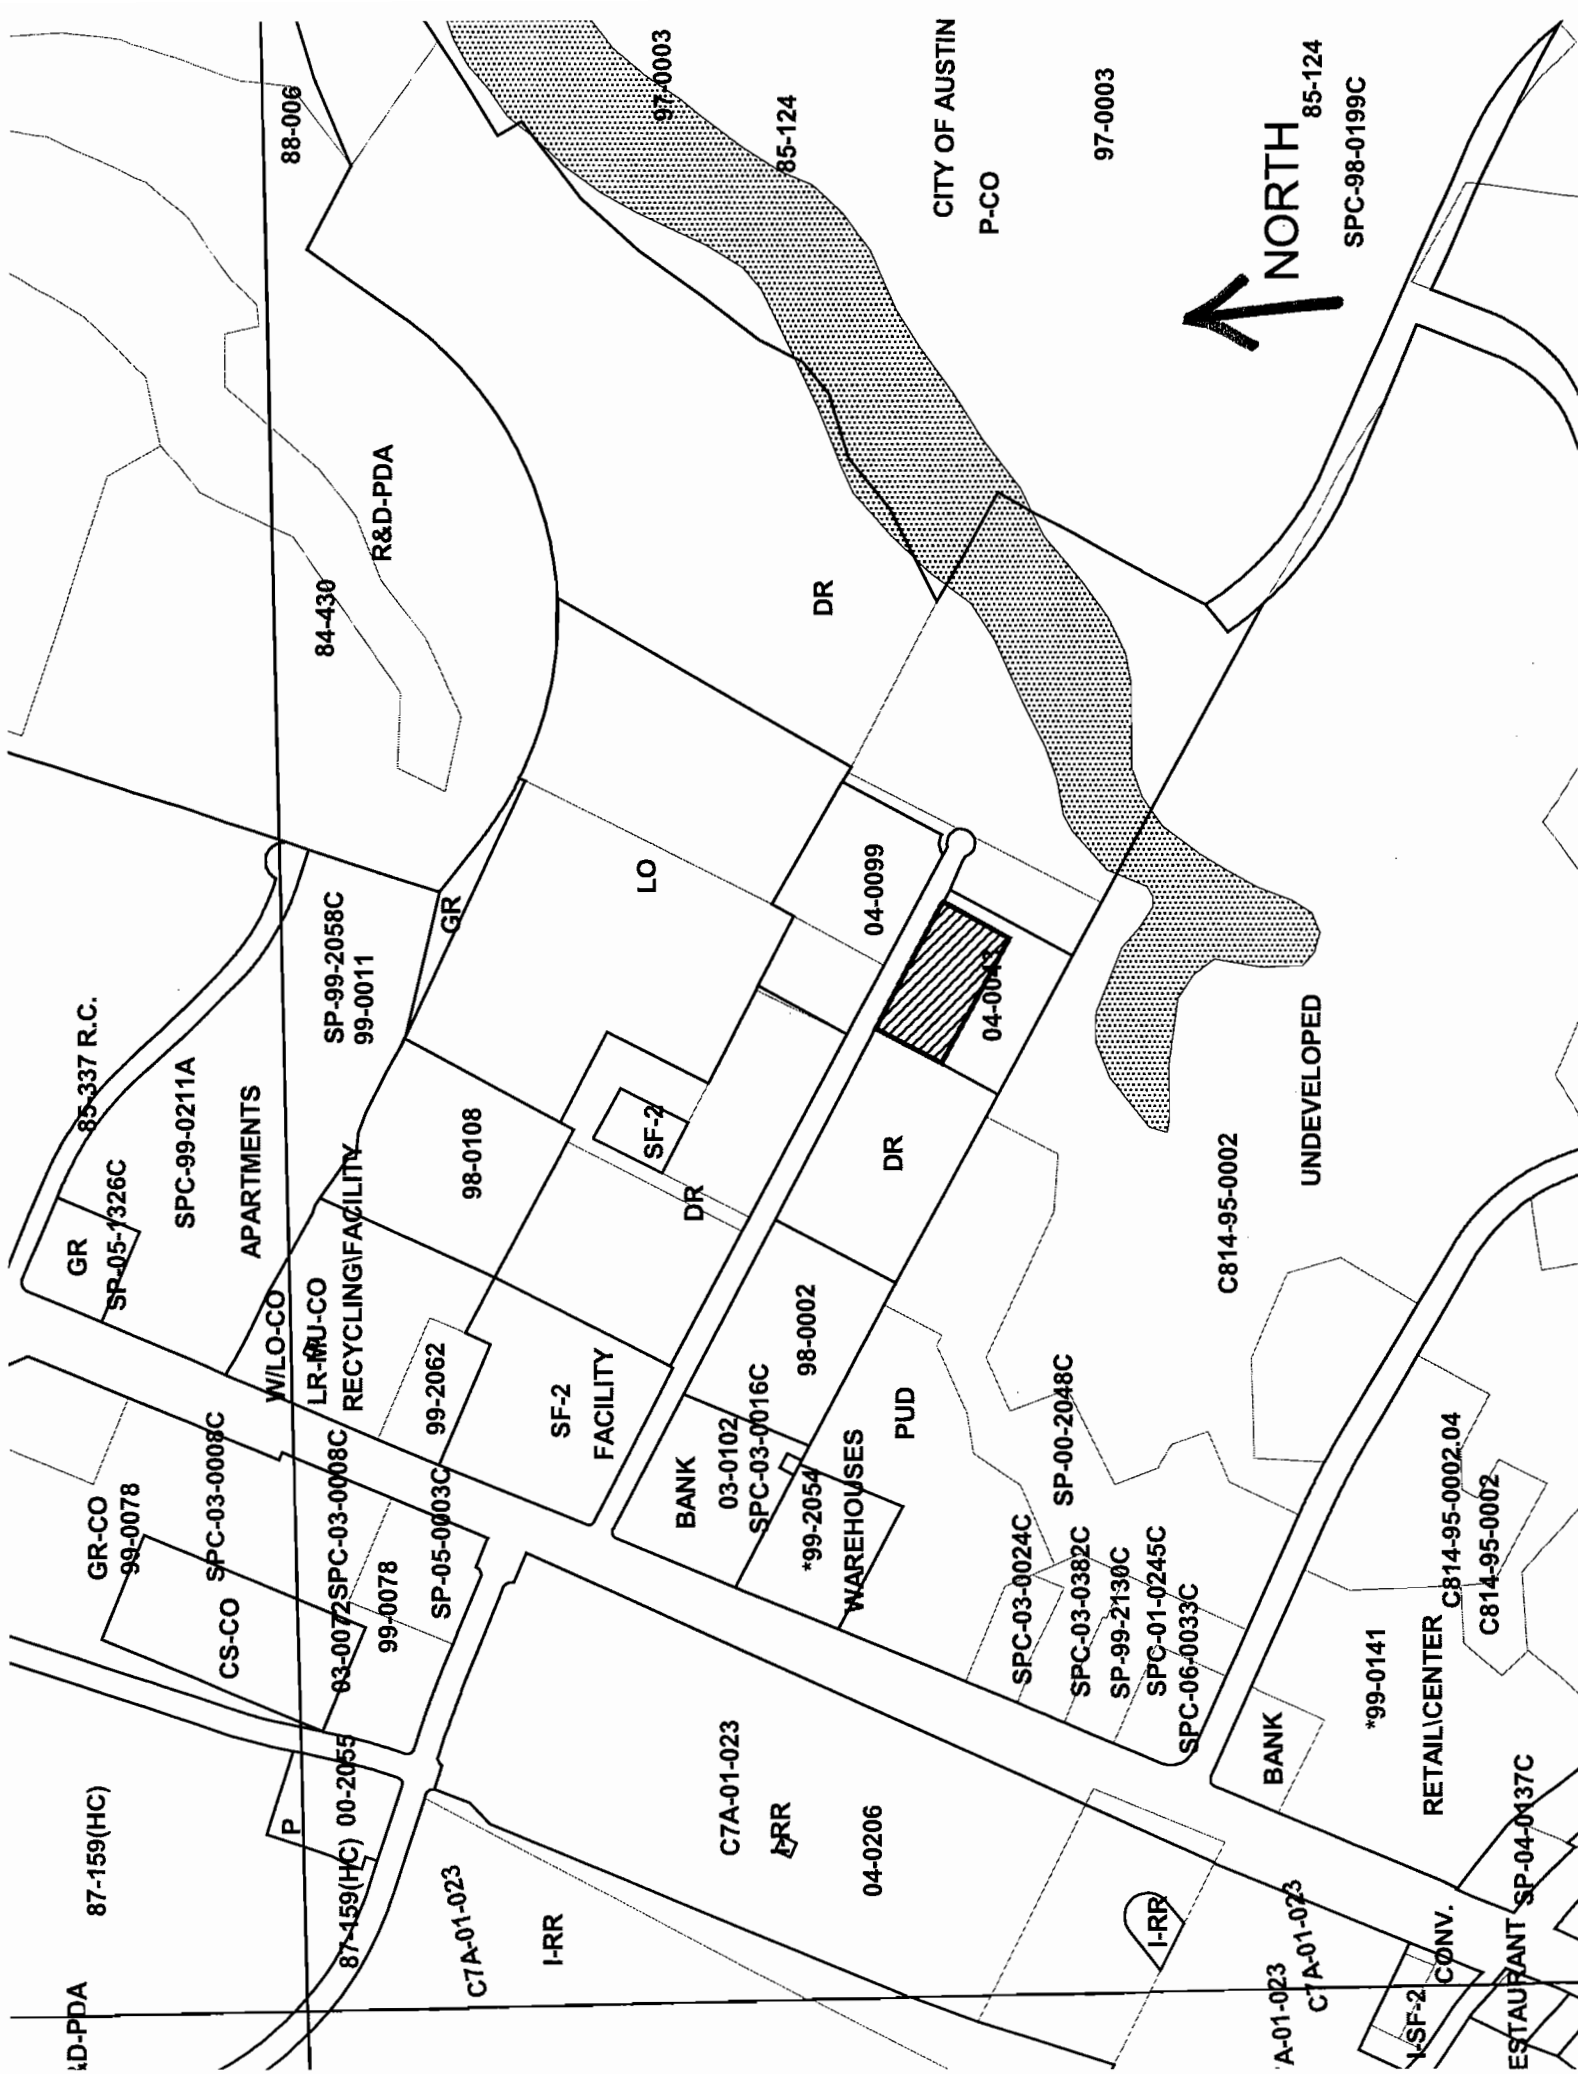 D-PDA
87-159(HC)
GR-CO
99-0078
GR
85-337 R.C.
SP-05-1326C
SPC-99-0211A
SPC-03-0008C
CS-CO
APARTMENTS
W/LO-CO
P
88-006
LR-MU-CO
87-159(HC) 00-2055
03-0072SPC-03-0008C
RECYCLING\FACILITY
SP-99-2058C
99-0011
84-430
R&D-PDA
99-0078
SP-05-0003C
99-2062
98-0108
GR
C7A-01-023
I-RR
SF-2
FACILITY
SF-2
LO
97-0003
BANK
DR
03-0102
SPC-03-0016C
C7A-01-023
I-RR
85-124
*99-2054
98-0002
WAREHOUSES
DR
04-0206
04-0099
PUD
DR
CITY OF AUSTIN
P-CO
04-0043
SPC-03-0024C
SP-00-2048C
SPC-03-0382C
97-0003
SP-99-2130C
SPC-01-0245C
I-RR
SPC-06-0033C
C814-95-0002
BANK
NORTH
A-01-023
C7A-01-023
UNDEVELOPED
85-124
SPC-98-0199C
*99-0141
I-SF-2
RETAIL\CENTER
CONV.
C814-95-0002.04
C814-95-0002
ESTAURANT
SP-04-0137C